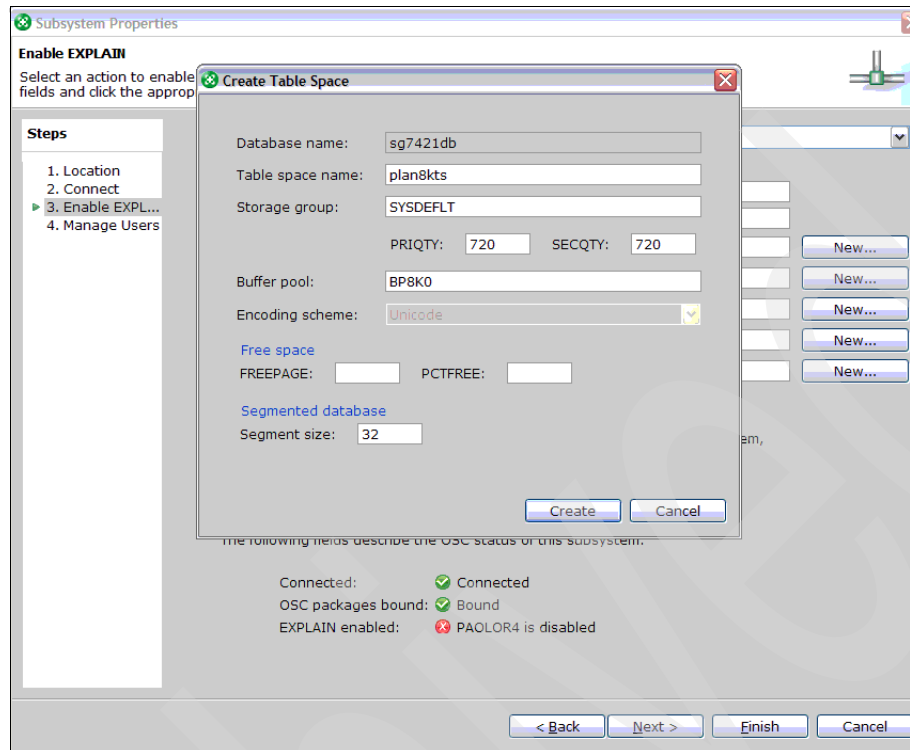 Subsystem Properties
Enable EXPLAIN
Select an action to enable
fields and click the approp
Steps
1. Location
2. Connect
3. Enable EXPL...
4. Manage Users
Create Table Space
Database name: sg7421db
Table space name: plan8kts
Storage group: SYSDEFLT
PRIQTY: 720 SECQTY: 720
Buffer pool: BP8K0
Encoding scheme: Unicode
Free space
FREEPAGE: PCTFREE:
Segmented database
Segment size: 32
Create Cancel
New...
New...
New...
New...
New...
em,
The following fields describe the OSC status of this subsystem.
Connected: Connected
OSC packages bound: Bound
EXPLAIN enabled: PAOLOR4 is disabled
< Back Next > Finish Cancel